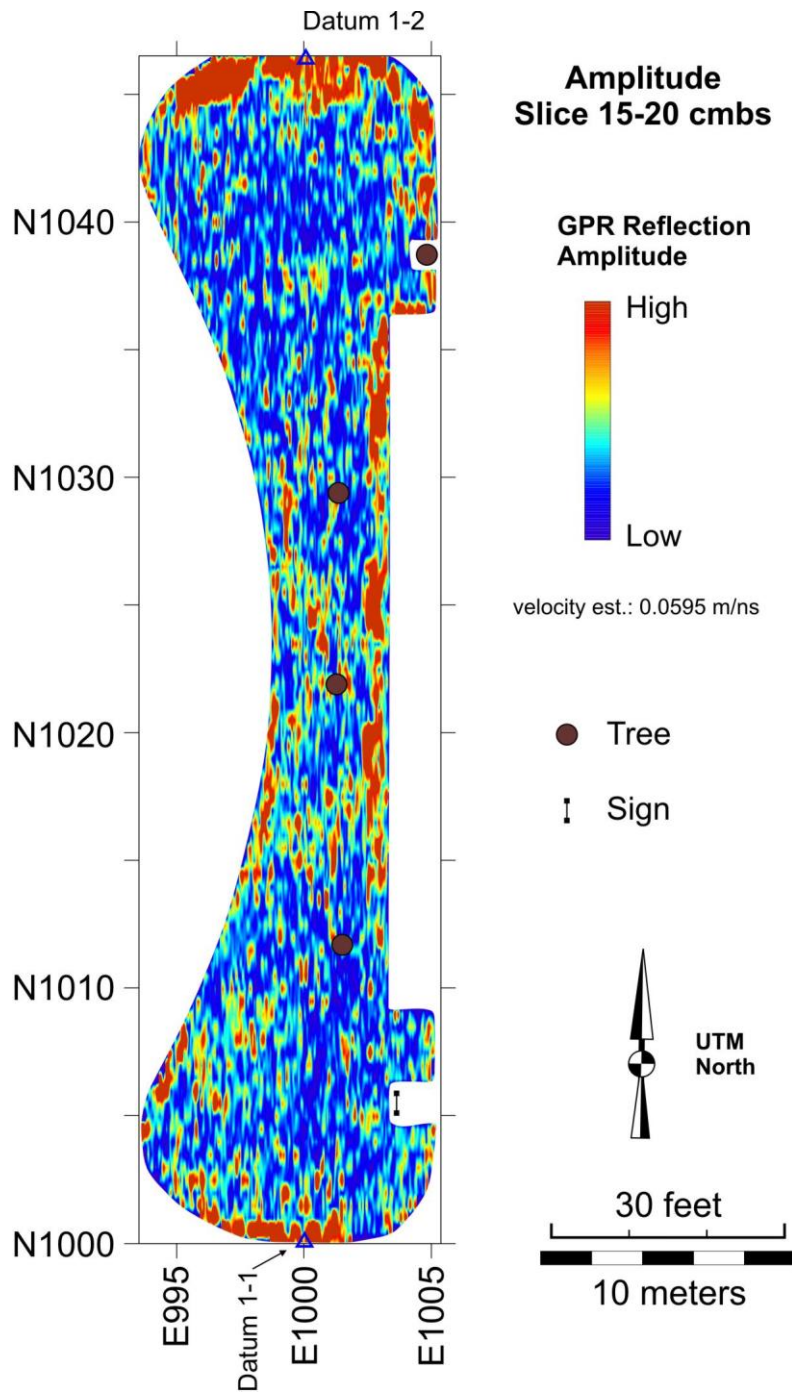 Datum 1-2
Amplitude
Slice 15-20 cmbs
N1040
N1030
N1020
N1010
N1000
E995
Datum 1-1
E1000
E1005
GPR Reflection
Amplitude
High
Low
velocity est.: 0.0595 m/ns
Tree
Sign
UTM
North
30 feet
10 meters